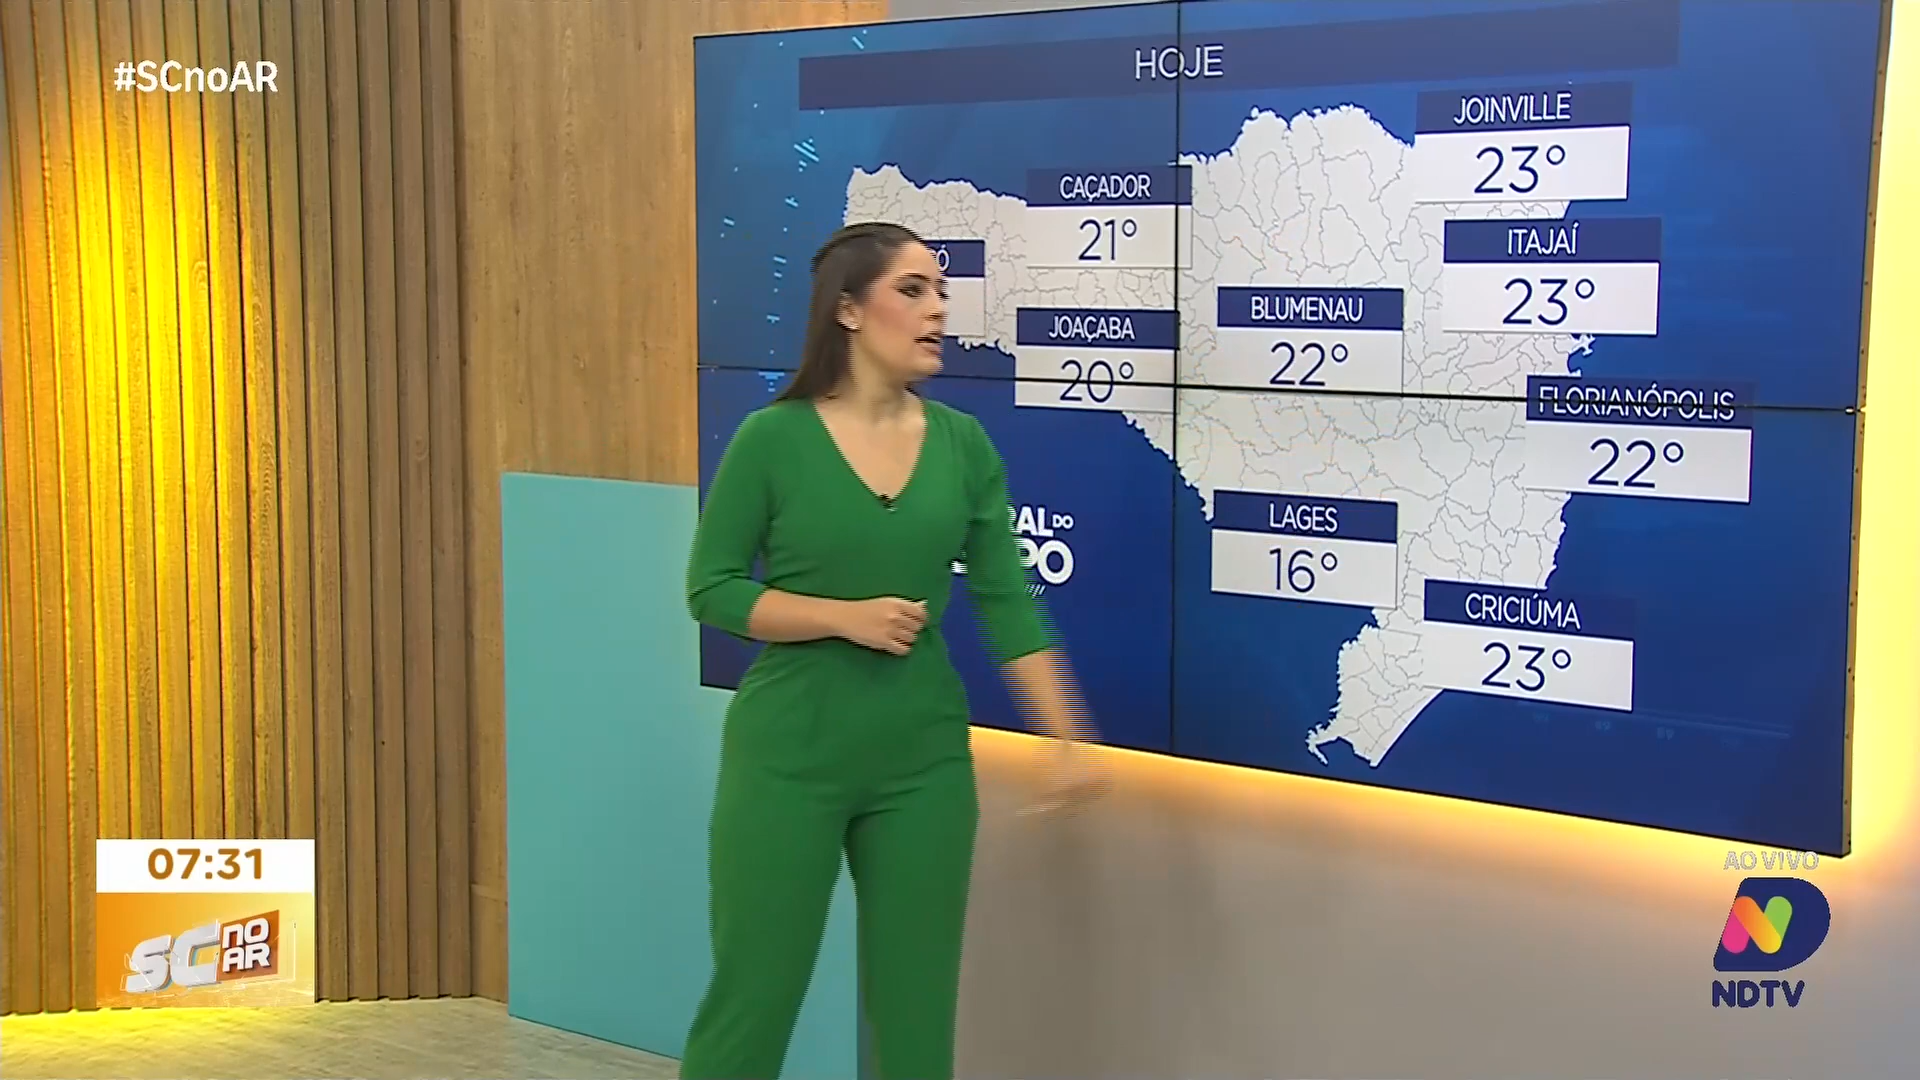 #SCnoAR
HOJE
JOINVILLE
23°
CAÇADOR
21°
ITAJAÍ
23°
BLUMENAU
22°
JOAÇABA
20°
FLORIANÓPOLIS
22°
LAGES
16°
CRICIÚMA
23°
07:31
SC NO AR
AO VIVO
NDTV